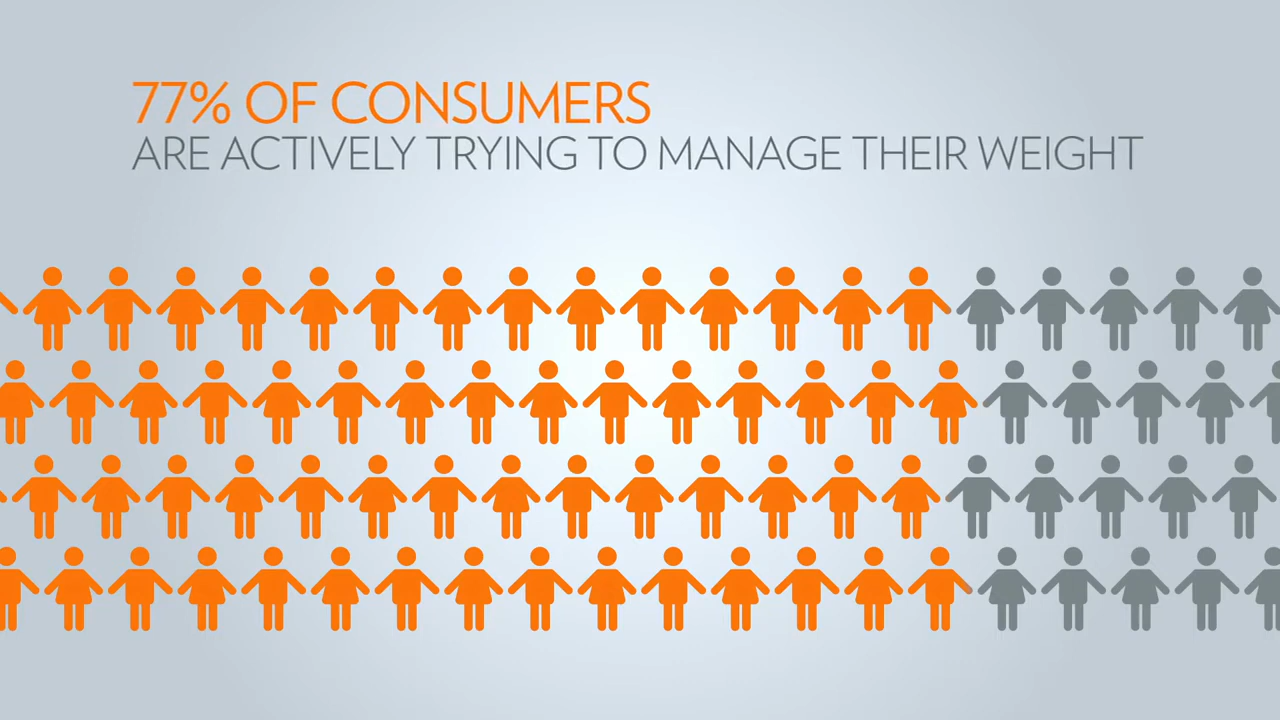 77% OF CONSUMERS
ARE ACTIVELY TRYING TO MANAGE THEIR WEIGHT